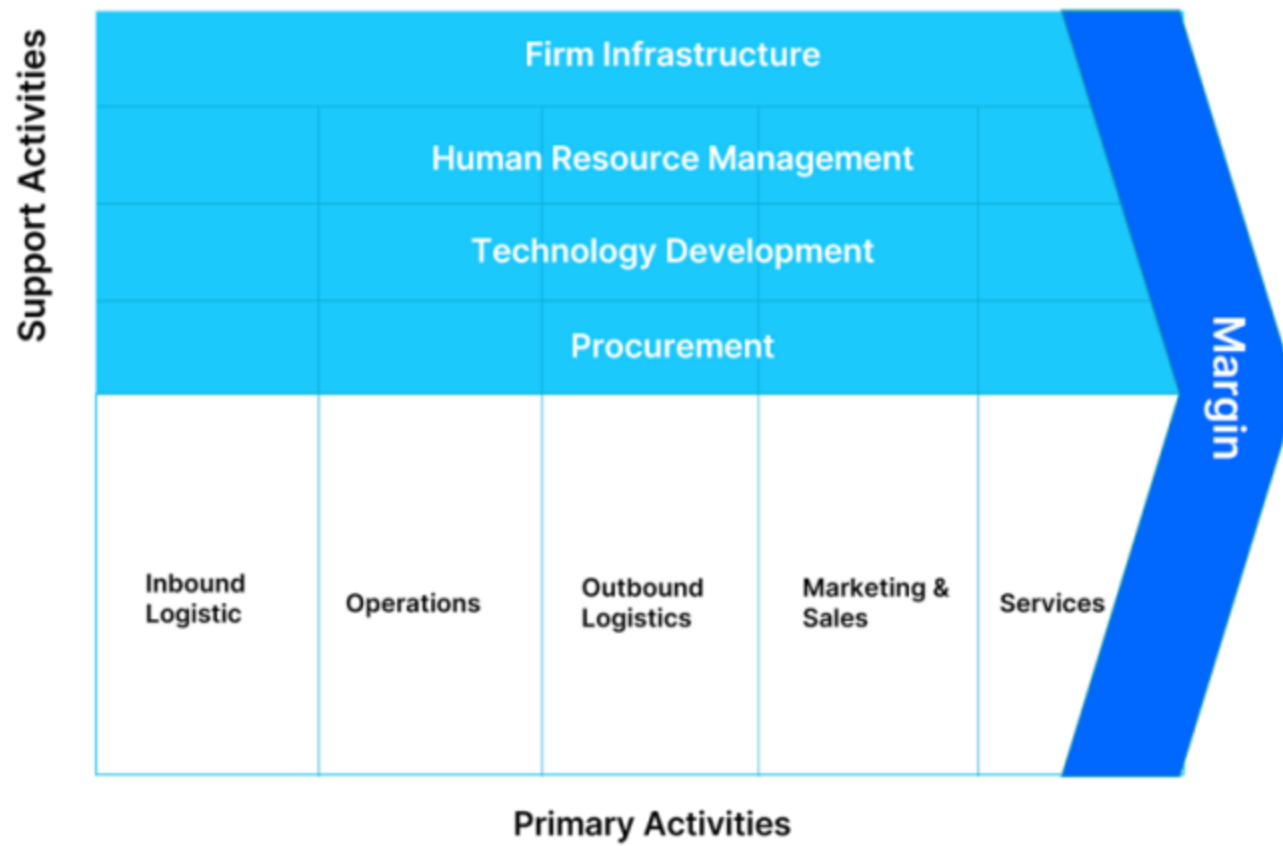 Support Activities
Firm Infrastructure
Human Resource Management
Technology Development
Procurement
Margin
Inbound
Logistic
Operations
Outbound
Logistics
Marketing &
Sales
Services
Primary Activities